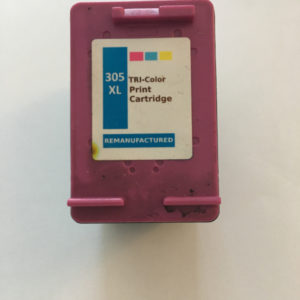 305
XL
TRI-Color
Print
Cartridge
REMANUFACTURED